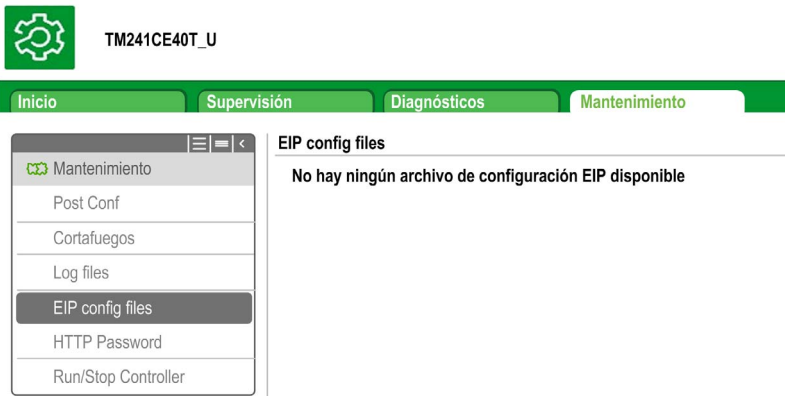 TM241CE40T_U
Inicio
Supervisión
Diagnósticos
Mantenimiento
Mantenimiento
Post Conf
Cortafuegos
Log files
EIP config files
HTTP Password
Run/Stop Controller
EIP config files
No hay ningún archivo de configuración EIP disponible